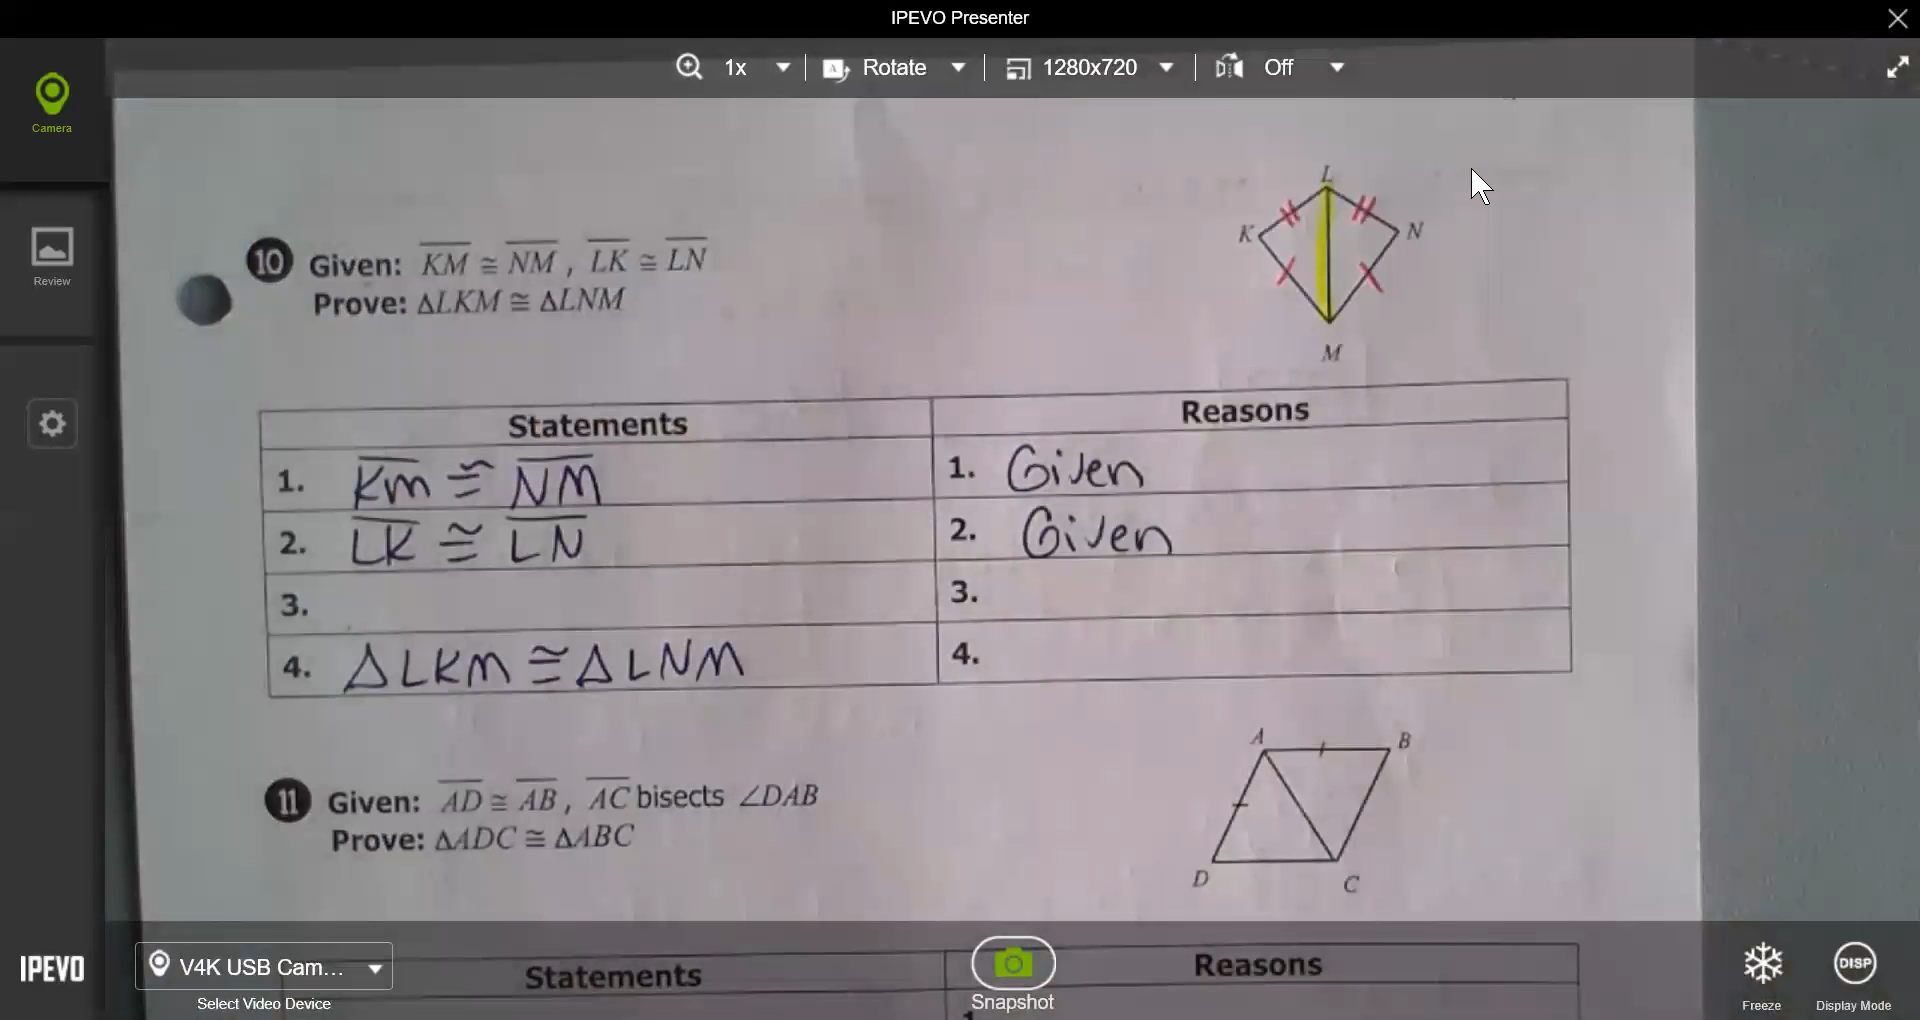 IPEVO Presenter
1x Rotate 1280x720 Off
Camera
Review
L
K N
M
10 Given: KM ≅ NM , LK ≅ LN
Prove: ΔLKM ≅ ΔLNM
Statements Reasons
1. KM ≅ NM 1. Given
2. LK ≅ LN 2. Given
3. 3.
4. ΔLKM ≅ ΔLNM 4.
A B
D C
11 Given: AD ≅ AB , AC bisects ∠DAB
Prove: ΔADC ≅ ΔABC
Statements Reasons
IPEVO
V4K USB Cam...
Select Video Device
Snapshot
Freeze
DISP
Display Mode